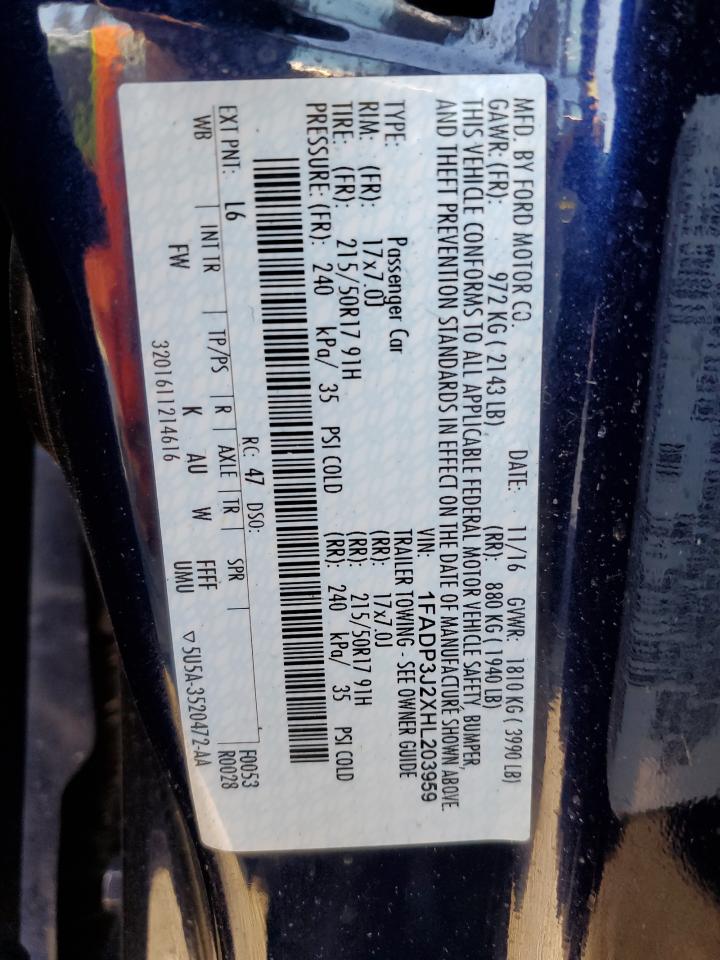 MFD. BY FORD MOTOR CO.   DATE: 11/16   GVWR: 1810 KG ( 3990 LB)
GAWR: (FR): 972 KG ( 2143 LB)   (RR): 880 KG ( 1940 LB)
THIS VEHICLE CONFORMS TO ALL APPLICABLE FEDERAL MOTOR VEHICLE SAFETY, BUMPER,
AND THEFT PREVENTION STANDARDS IN EFFECT ON THE DATE OF MANUFACTURE SHOWN ABOVE.
VIN: 1FADP3J2XHL203959
TYPE: Passenger Car   TRAILER TOWING - SEE OWNER GUIDE
RIM: (FR): 17x7.0J   (RR): 17x7.0J
TIRE: (FR): 215/50R17 91H   (RR): 215/50R17 91H
PRESSURE: (FR): 240 kPa/ 35 PSI COLD   (RR): 240 kPa/ 35 PSI COLD
RC: 47 DSO:   F0053
EXT PNT: L6   R0028
WB | INT TR | TP/PS | R | AXLE | TR | SPR
FW   K   AU   W   FFFF
UMU   ▽ 5U5A-3520472-AA
3201611214616